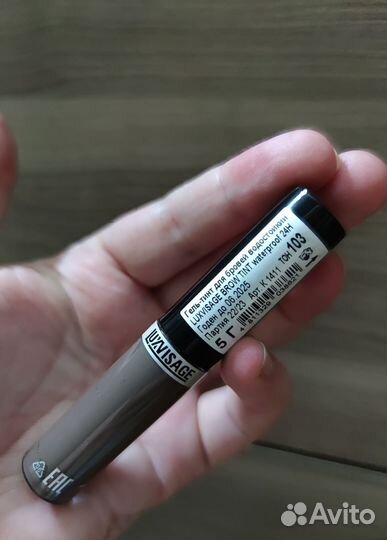 Гель-тинт для бровей водостойкий
LUXVISAGE BROW TINT waterproof 24H
Годен до 06.2025 тон 103
Партия 22/23 Арт. К 1411
5 Г
LUXVISAGE
EAC
Avito